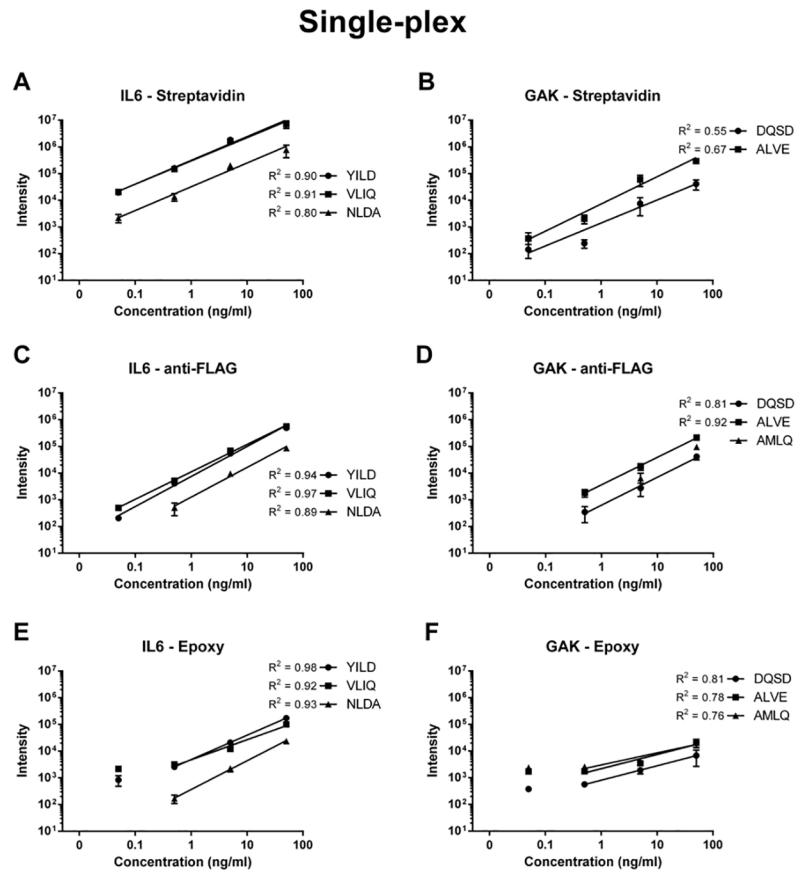 Single-plex
A
IL6 - Streptavidin
10⁷
10⁶
10⁵
10⁴
10³
10²
10¹
Intensity
R² = 0.90 YILD
R² = 0.91 VLIQ
R² = 0.80 NLDA
0 0.1 1 10 100
Concentration (ng/ml)
B
GAK - Streptavidin
10⁷
10⁶
10⁵
10⁴
10³
10²
10¹
Intensity
R² = 0.55 DQSD
R² = 0.67 ALVE
0 0.1 1 10 100
Concentration (ng/ml)
C
IL6 - anti-FLAG
10⁷
10⁶
10⁵
10⁴
10³
10²
10¹
Intensity
R² = 0.94 YILD
R² = 0.97 VLIQ
R² = 0.89 NLDA
0 0.1 1 10 100
Concentration (ng/ml)
D
GAK - anti-FLAG
10⁷
10⁶
10⁵
10⁴
10³
10²
10¹
Intensity
R² = 0.81 DQSD
R² = 0.92 ALVE
AMLQ
0 0.1 1 10 100
Concentration (ng/ml)
E
IL6 - Epoxy
10⁷
10⁶
10⁵
10⁴
10³
10²
10¹
Intensity
R² = 0.98 YILD
R² = 0.92 VLIQ
R² = 0.93 NLDA
0 0.1 1 10 100
Concentration (ng/ml)
F
GAK - Epoxy
10⁷
10⁶
10⁵
10⁴
10³
10²
10¹
Intensity
R² = 0.81 DQSD
R² = 0.78 ALVE
R² = 0.76 AMLQ
0 0.1 1 10 100
Concentration (ng/ml)